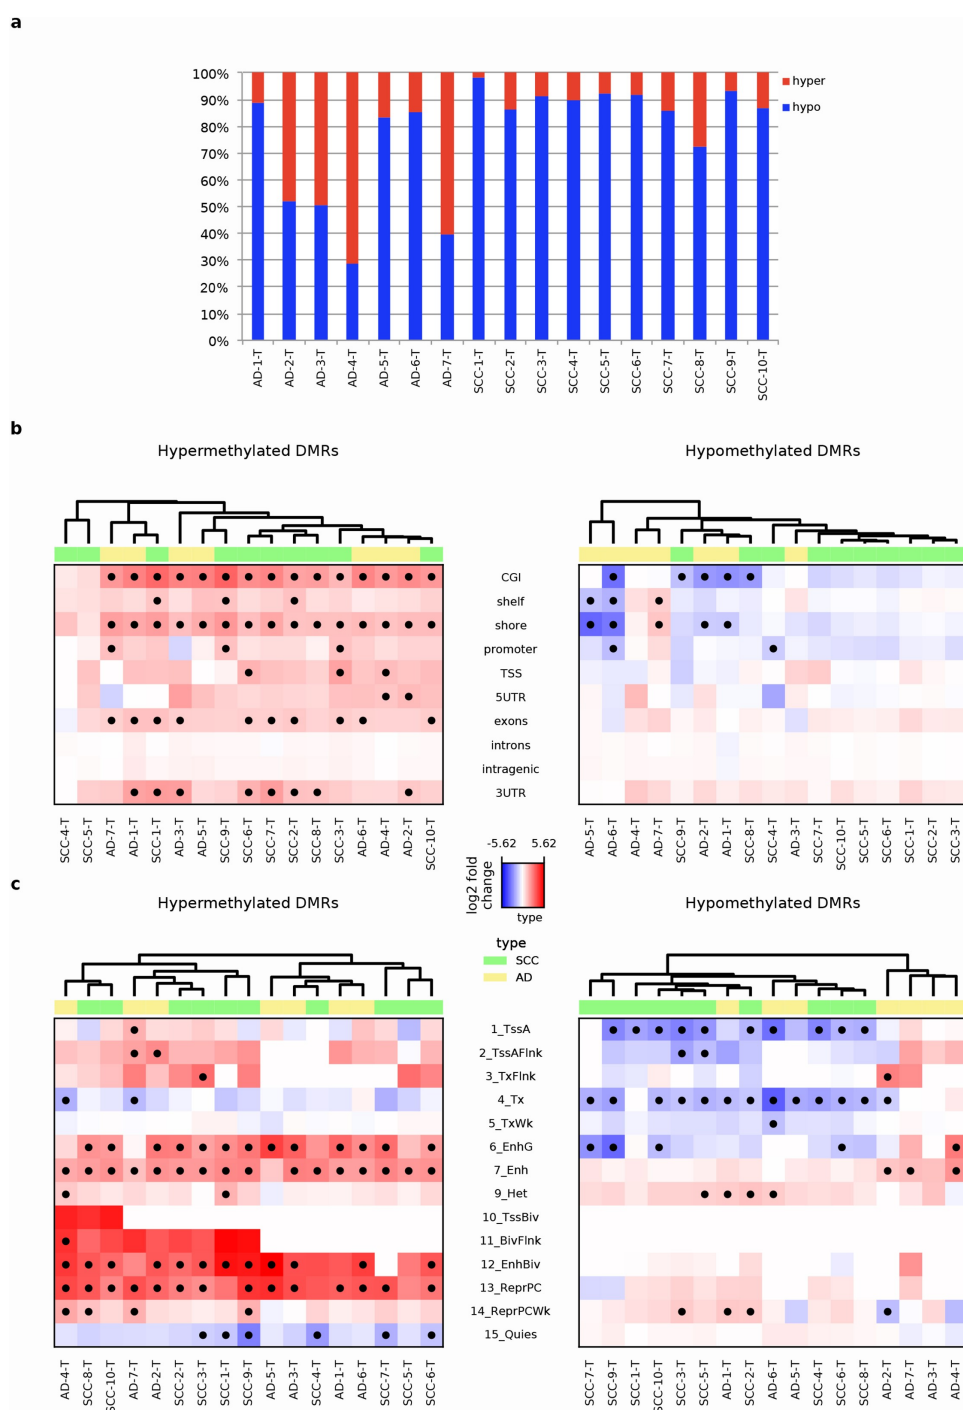 a
100%
90%
80%
70%
60%
50%
40%
30%
20%
10%
0%
hyper
hypo
AD-1-T
AD-2-T
AD-3-T
AD-4-T
AD-5-T
AD-6-T
AD-7-T
SCC-1-T
SCC-2-T
SCC-3-T
SCC-4-T
SCC-5-T
SCC-6-T
SCC-7-T
SCC-8-T
SCC-9-T
SCC-10-T
b
Hypermethylated DMRs
Hypomethylated DMRs
CGI
shelf
shore
promoter
TSS
5UTR
exons
introns
intragenic
3UTR
SCC-4-T
SCC-5-T
AD-7-T
AD-1-T
SCC-1-T
AD-3-T
AD-5-T
SCC-9-T
SCC-6-T
SCC-7-T
SCC-2-T
SCC-8-T
SCC-3-T
AD-6-T
AD-4-T
AD-2-T
SCC-10-T
AD-5-T
AD-6-T
AD-4-T
AD-7-T
SCC-9-T
AD-2-T
AD-1-T
SCC-8-T
SCC-4-T
AD-3-T
SCC-7-T
SCC-10-T
SCC-5-T
SCC-6-T
SCC-1-T
SCC-2-T
SCC-3-T
-5.62 5.62
log2 fold
change
type
c
Hypermethylated DMRs
Hypomethylated DMRs
type
SCC
AD
1_TssA
2_TssAFlnk
3_TxFlnk
4_Tx
5_TxWk
6_EnhG
7_Enh
9_Het
10_TssBiv
11_BivFlnk
12_EnhBiv
13_ReprPC
14_ReprPCWk
15_Quies
AD-4-T
SCC-8-T
SCC-10-T
AD-7-T
AD-2-T
SCC-2-T
SCC-3-T
SCC-1-T
SCC-9-T
AD-5-T
AD-3-T
SCC-4-T
AD-1-T
AD-6-T
SCC-7-T
SCC-5-T
SCC-6-T
SCC-7-T
SCC-9-T
SCC-1-T
SCC-10-T
SCC-3-T
SCC-5-T
AD-1-T
SCC-2-T
AD-6-T
AD-5-T
SCC-4-T
SCC-6-T
SCC-8-T
AD-2-T
AD-7-T
AD-3-T
AD-4-T